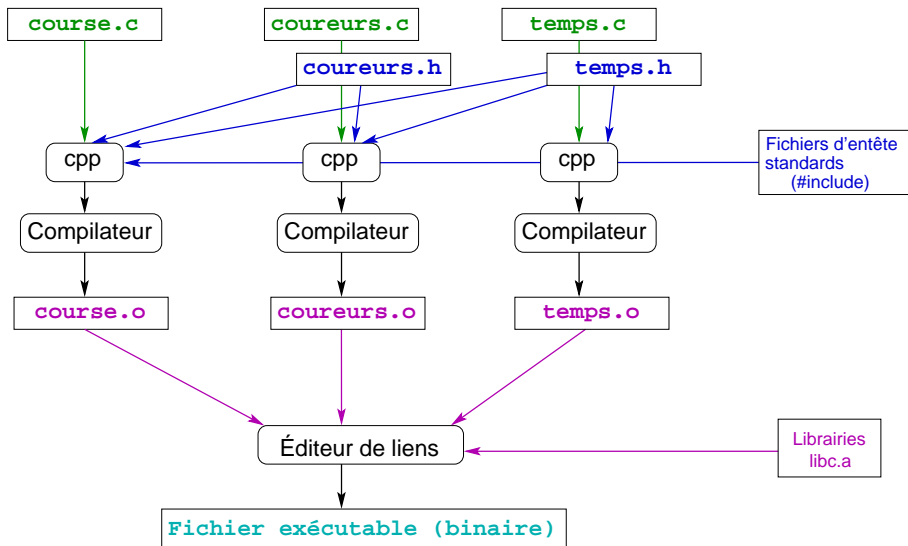 course.c
coureurs.c
temps.c
coureurs.h
temps.h
cpp
cpp
cpp
Fichiers d'entête
standards
(#include)
Compilateur
Compilateur
Compilateur
course.o
coureurs.o
temps.o
Éditeur de liens
Librairies
libc.a
Fichier exécutable (binaire)